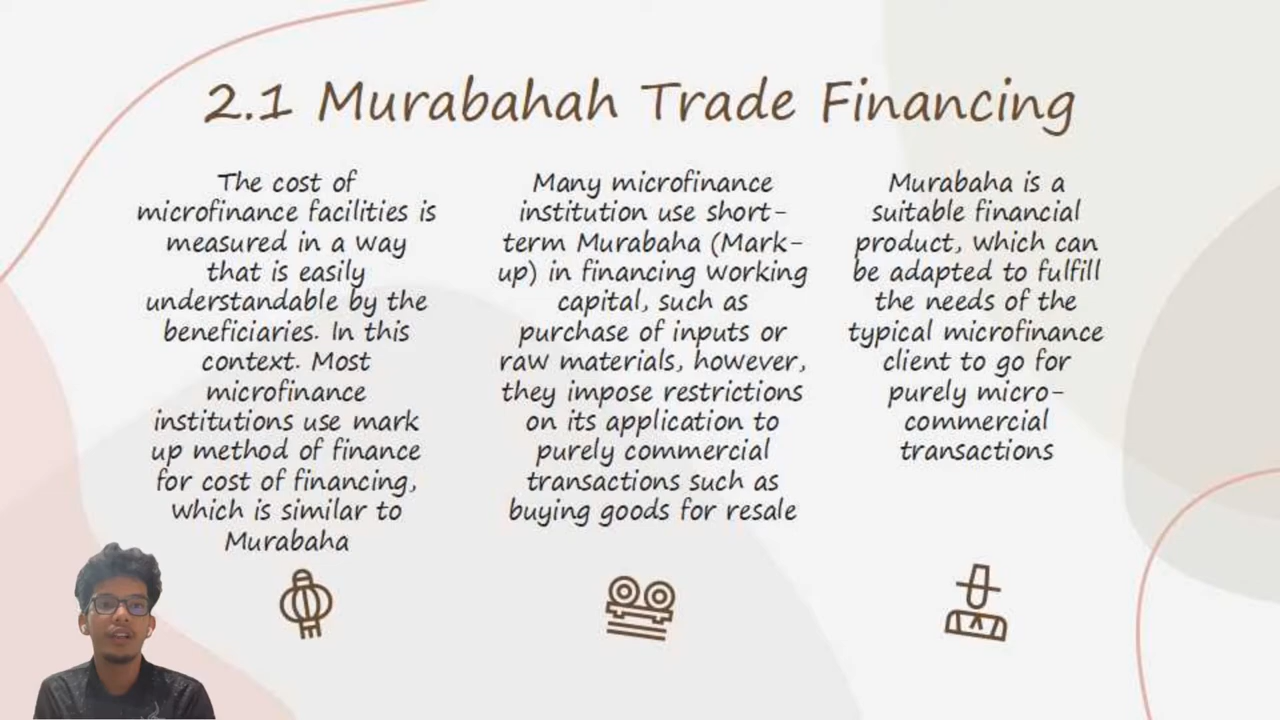 2.1 Murabahah Trade Financing
The cost of
microfinance facilities is
measured in a way
that is easily
understandable by the
beneficiaries. In this
context. Most
microfinance
institutions use mark
up method of finance
for cost of financing,
which is similar to
Murabaha
Many microfinance
institution use short-
term Murabaha (Mark-
up) in financing working
capital, such as
purchase of inputs or
raw materials, however,
they impose restrictions
on its application to
purely commercial
transactions such as
buying goods for resale
Murabaha is a
suitable financial
product, which can
be adapted to fulfill
the needs of the
typical microfinance
client to go for
purely micro-
commercial
transactions